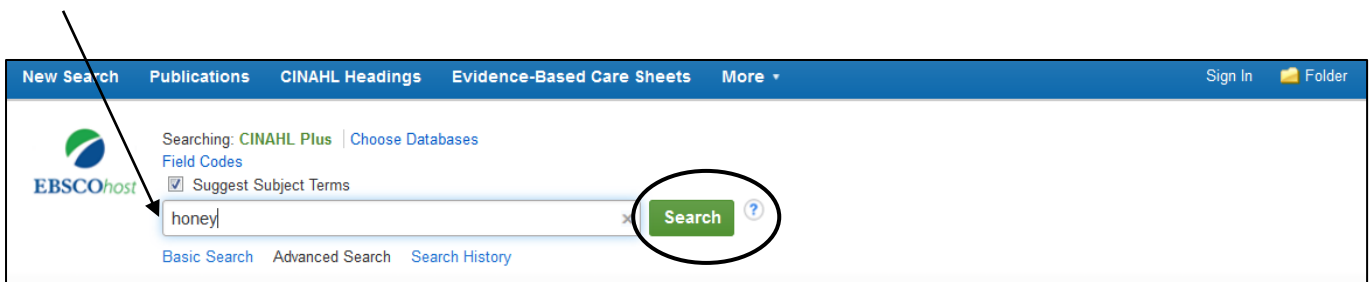 New Search Publications CINAHL Headings Evidence-Based Care Sheets More Sign In Folder
Searching: CINAHL Plus Choose Databases
Field Codes
Suggest Subject Terms
EBSCOhost
honey × Search ?
Basic Search Advanced Search Search History